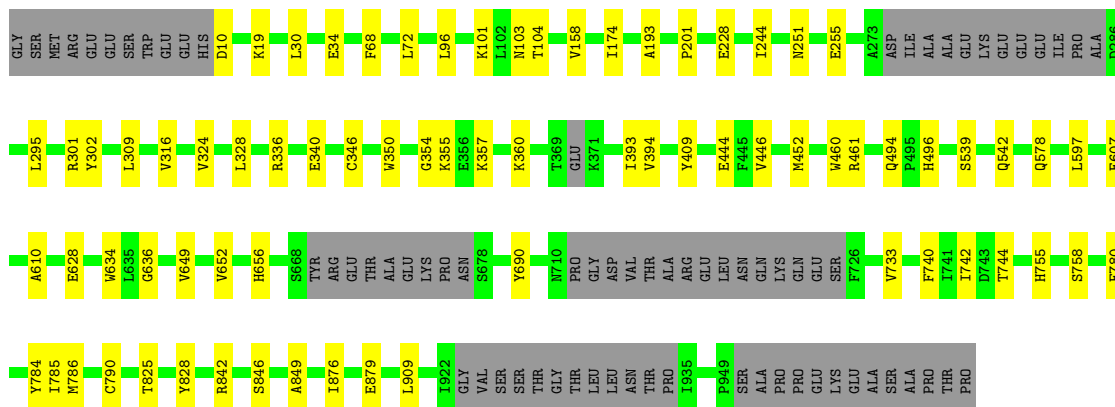 GLY SER MET ARG GLU GLU SER TRP GLU GLU HIS D10 K19 L30 E34 F68 L72 L96 K101 L102 N103 T104 V158 I174 A193 P201 E228 I244 N251 E255 A273 ASP ILE ALA ALA GLU LYS GLU GLU GLU ILE PRO ALA
L295 R301 Y302 L309 V316 V324 L328 R336 E340 C346 W350 G354 K355 E356 K357 K360 T369 GLU K371 I393 V394 Y409 E444 F445 V446 M452 W460 R461 Q494 P495 H496 S539 Q542 Q578 L597
A610 E628 W634 L635 G636 V649 V652 H656 S668 TYR ARG GLU THR ALA GLU LYS PRO ASN S678 Y690 N710 PRO GLY ASP VAL THR ALA ARG GLU LEU ASN GLN LYS GLN GLU SER F726 V733 F740 I741 I742 D743 T744 H755 S758
Y784 I785 M786 C790 T825 Y828 R842 S846 A849 I876 E879 L909 I922 GLY VAL SER SER THR GLY THR LEU LEU ASN THR PRO I935 P949 SER ALA PRO PRO GLU LYS GLU ALA SER ALA PRO THR PRO